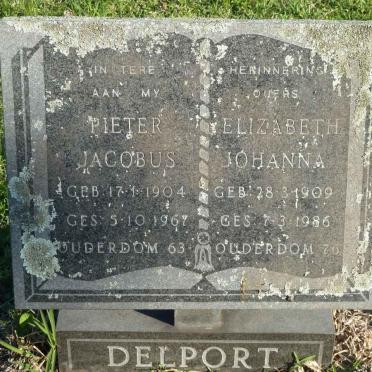 IN TERE HERINNERING
AAN MY OUERS
PIETER
JACOBUS
GEB. 17.1.1904
GES. 5.10.1967
OUDERDOM 63
ELIZABETH
JOHANNA
GEB. 28.3.1909
GES. 7.3.1986
OUDERDOM
DELPORT